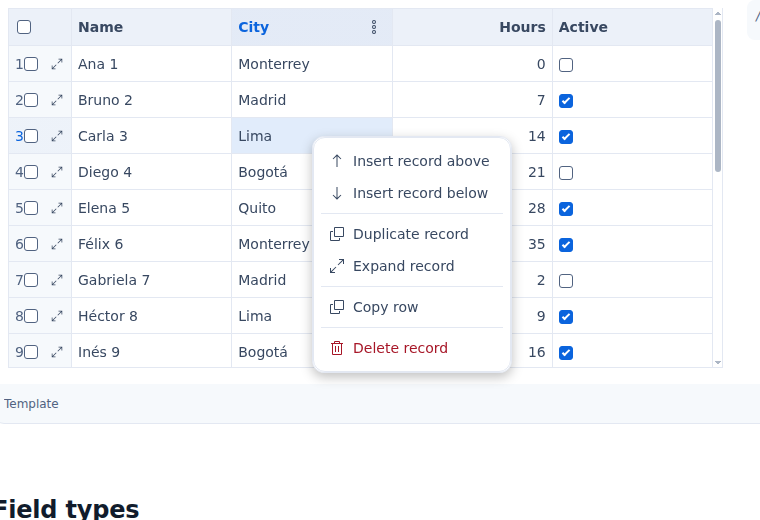 Name City Hours Active
1 Ana 1 Monterrey 0
2 Bruno 2 Madrid 7
3 Carla 3 Lima 14
Insert record above
4 Diego 4 Bogotá 21
Insert record below
5 Elena 5 Quito 28
Duplicate record
6 Félix 6 Monterrey 35
Expand record
7 Gabriela 7 Madrid 2
Copy row
8 Héctor 8 Lima 9
Delete record
9 Inés 9 Bogotá 16
Template
Field types